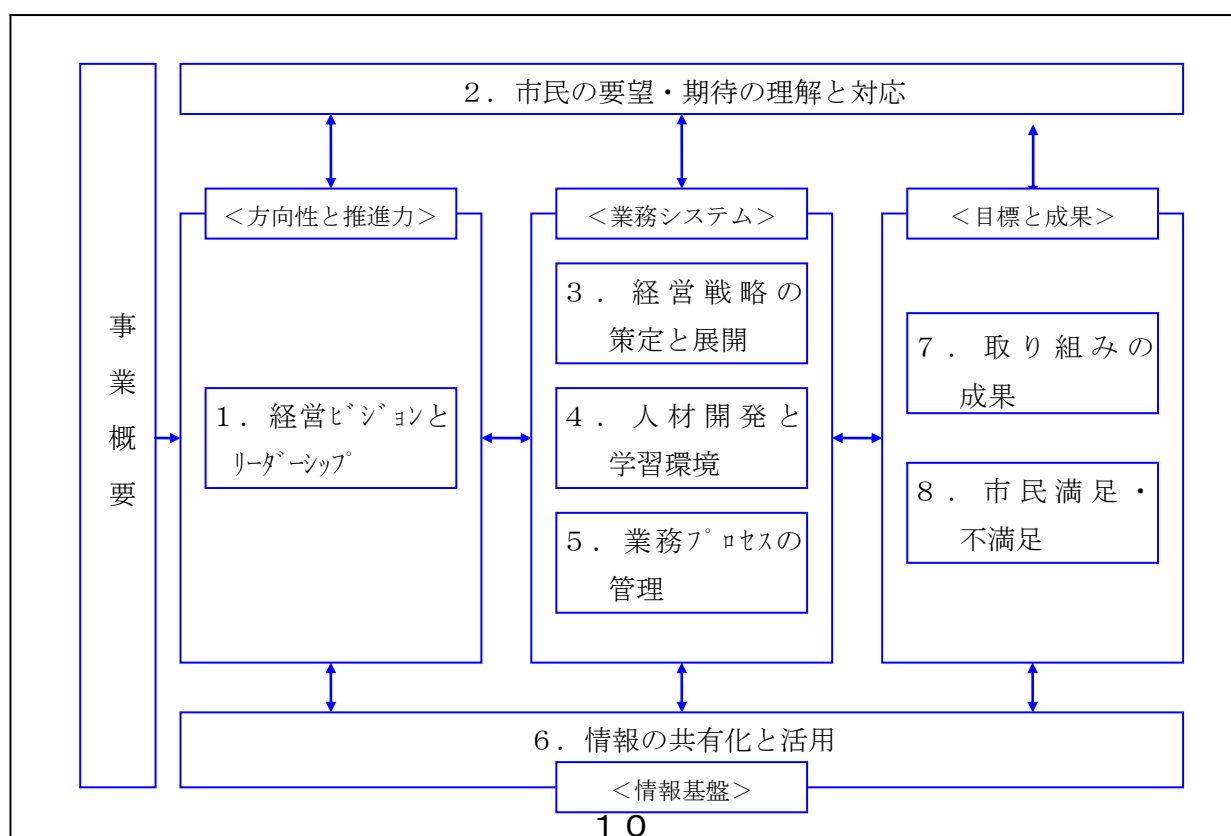 ２．市民の要望・期待の理解と対応
事
業
概
要
＜方向性と推進力＞
１．経営ﾋﾞｼﾞｮﾝと
ﾘｰﾀﾞｰｼｯﾌﾟ
＜業務システム＞
３．経営戦略の
策定と展開
４．人材開発と
学習環境
５．業務ﾌﾟﾛｾｽの
管理
＜目標と成果＞
７．取り組みの
成果
８．市民満足・
不満足
６．情報の共有化と活用
＜情報基盤＞
１０